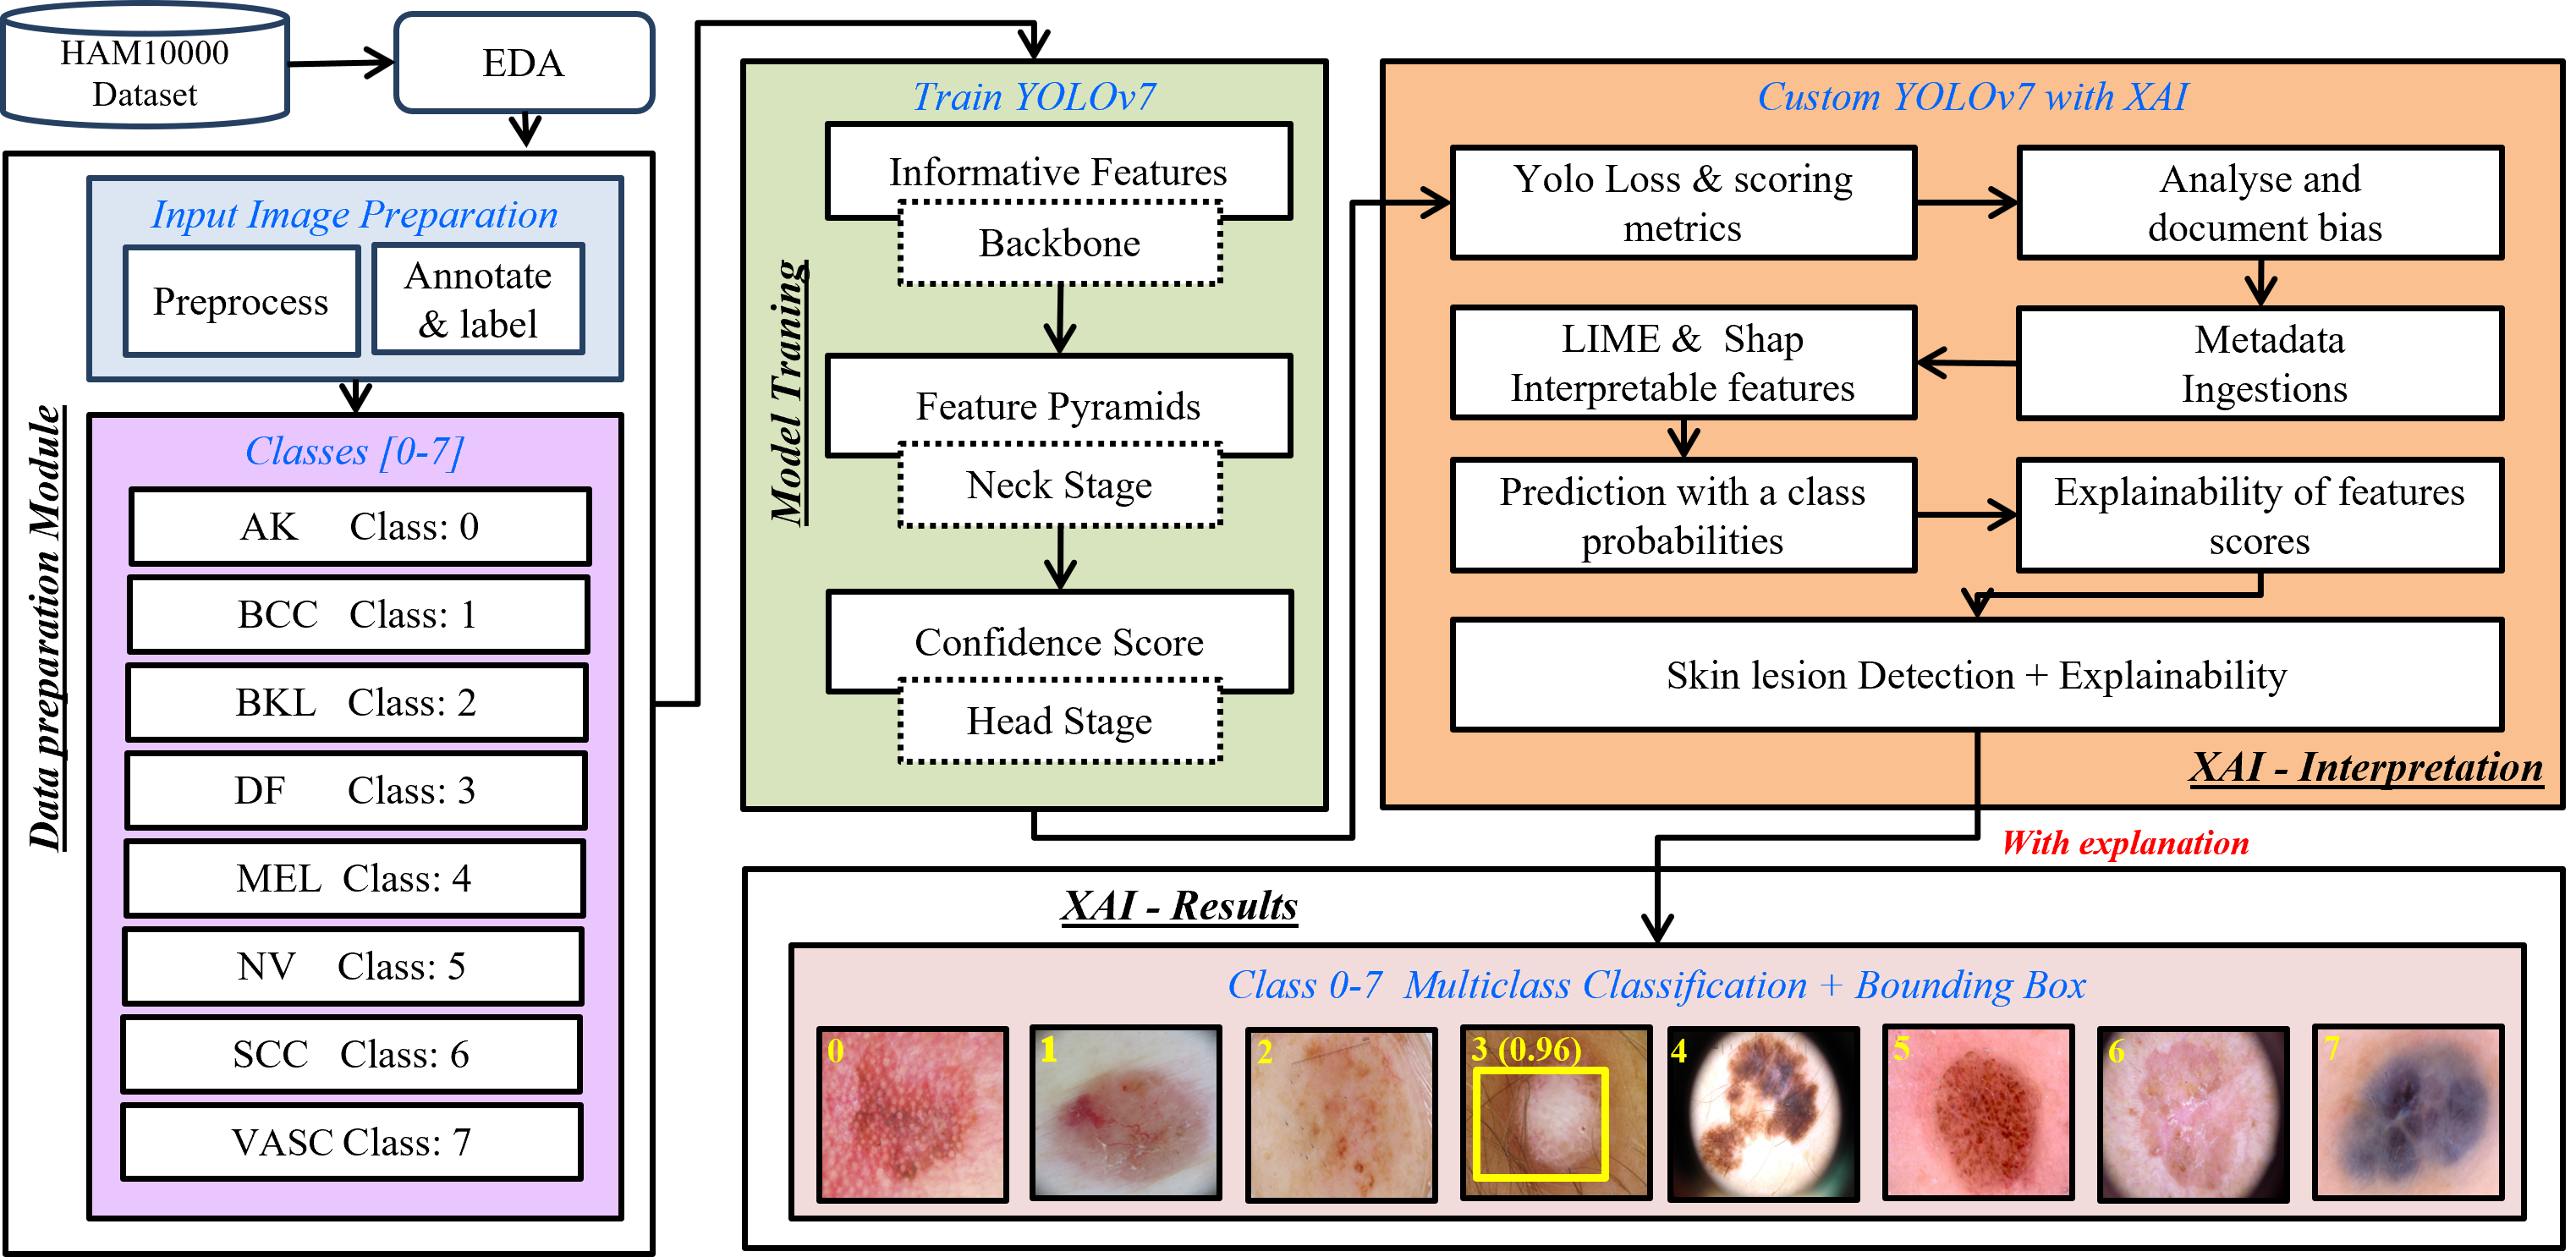 HAM10000
Dataset
EDA
Data preparation Module
Input Image Preparation
Preprocess
Annotate
& label
Classes [0-7]
AK Class: 0
BCC Class: 1
BKL Class: 2
DF Class: 3
MEL Class: 4
NV Class: 5
SCC Class: 6
VASC Class: 7
Model Traning
Train YOLOv7
Informative Features
Backbone
Feature Pyramids
Neck Stage
Confidence Score
Head Stage
Custom YOLOv7 with XAI
Yolo Loss & scoring
metrics
Analyse and
document bias
Metadata
Ingestions
LIME & Shap
Interpretable features
Prediction with a class
probabilities
Explainability of features
scores
Skin lesion Detection + Explainability
XAI - Interpretation
With explanation
XAI - Results
Class 0-7 Multiclass Classification + Bounding Box
0
1
2
3 (0.96)
4
5
6
7